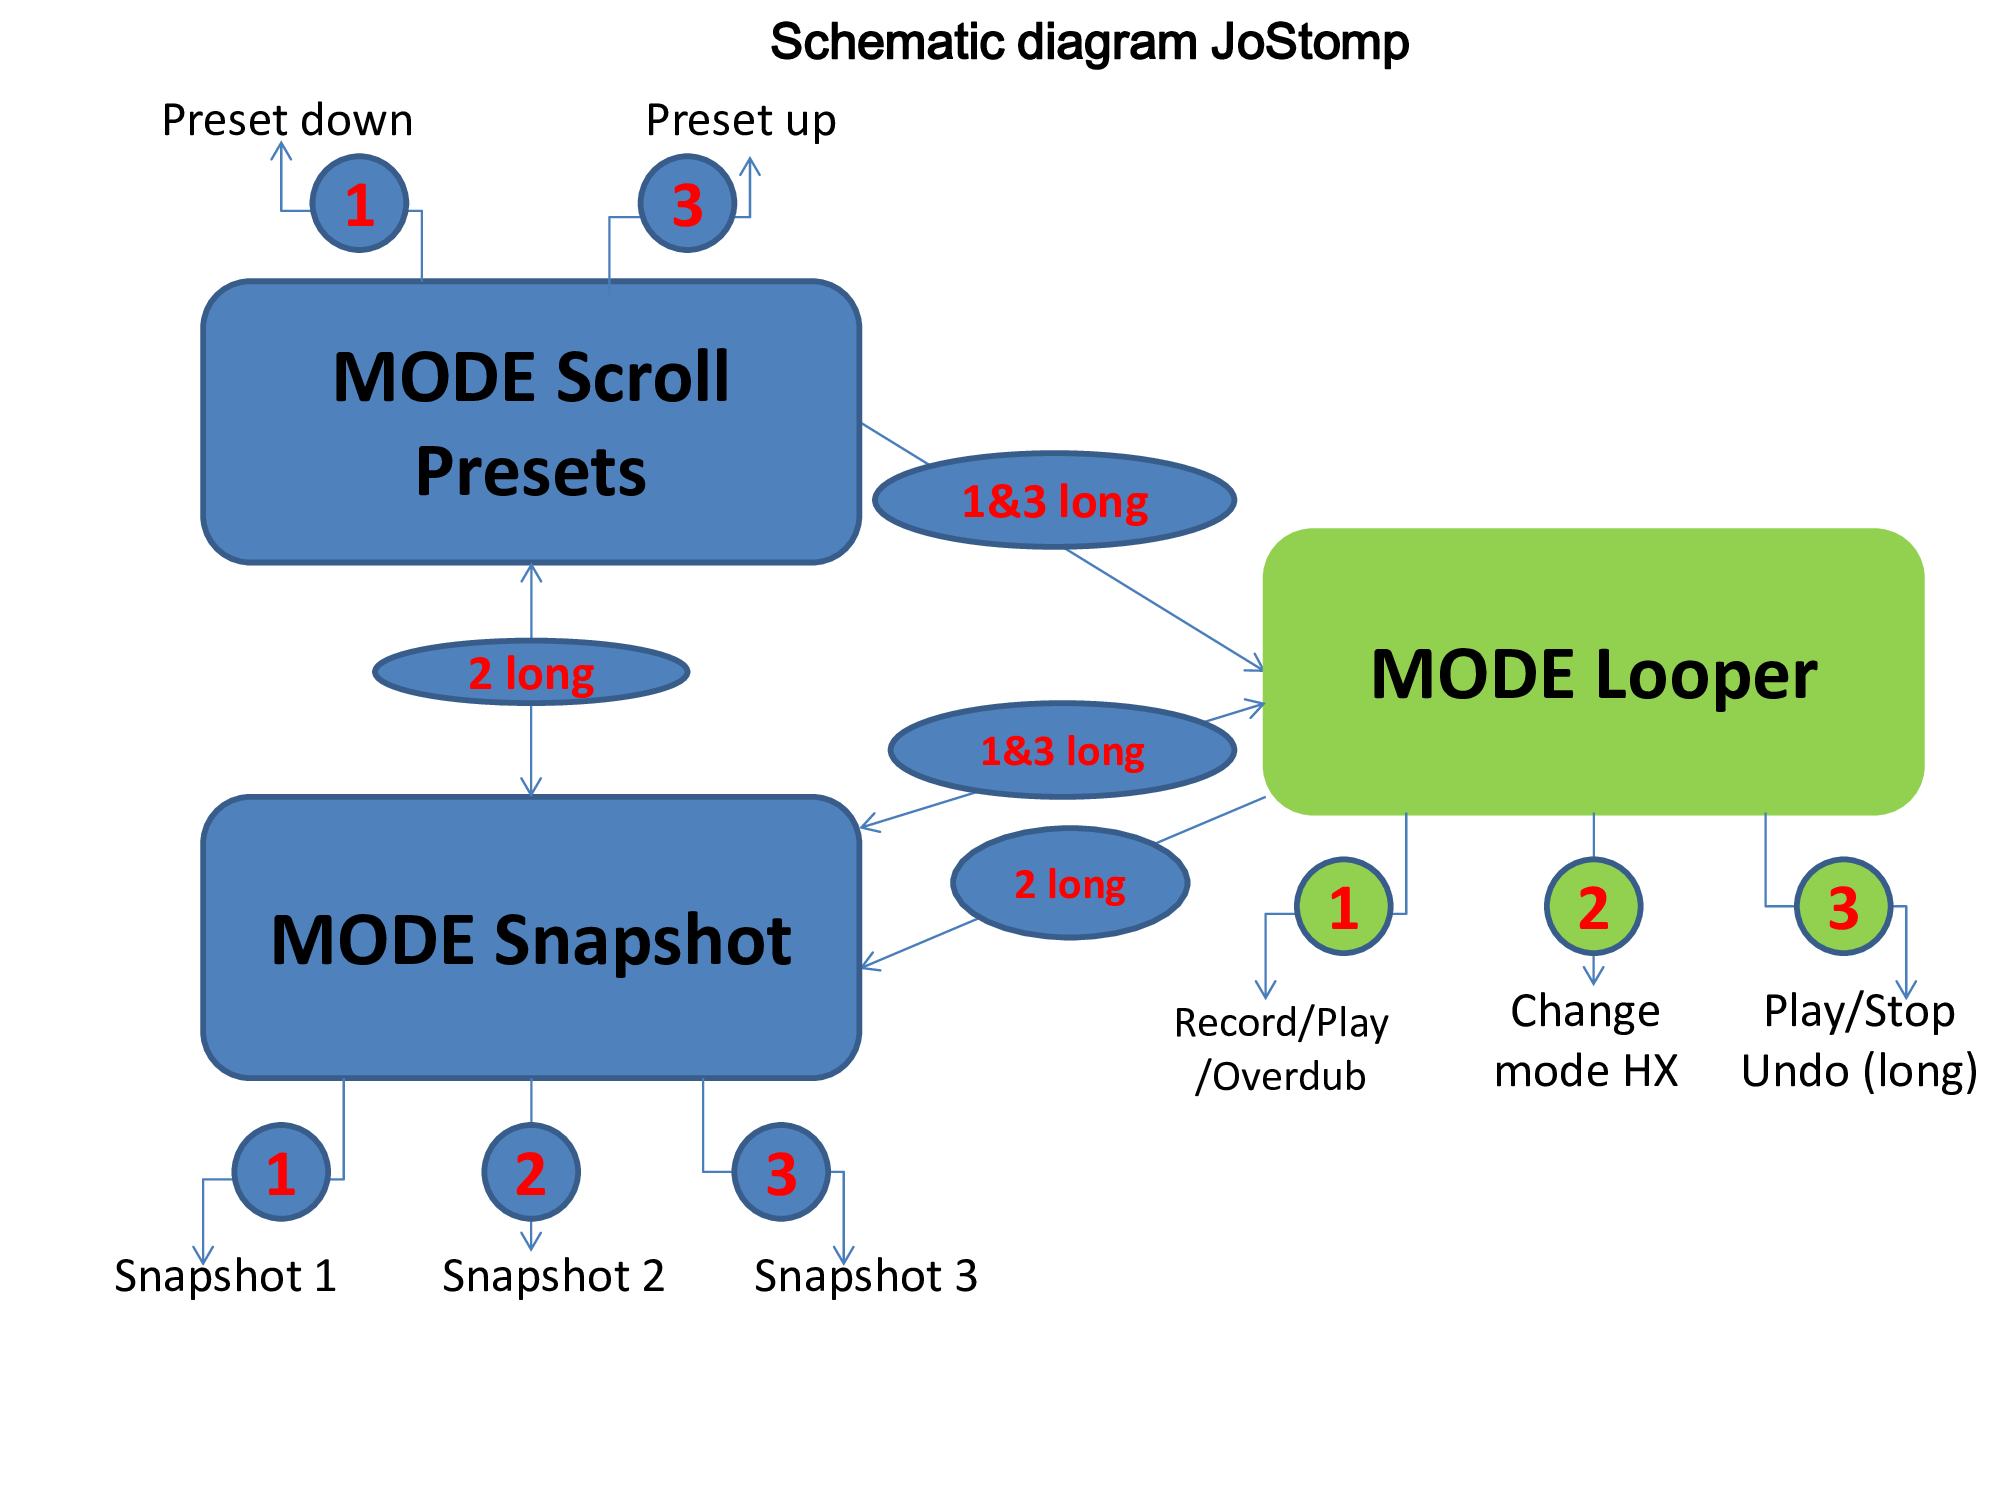 Schematic diagram JoStomp
Preset down
Preset up
1
3
MODE Scroll
Presets
1&3 long
2 long
MODE Looper
1&3 long
2 long
MODE Snapshot
1
2
3
Record/Play
/Overdub
Change
mode HX
Play/Stop
Undo (long)
1
2
3
Snapshot 1
Snapshot 2
Snapshot 3